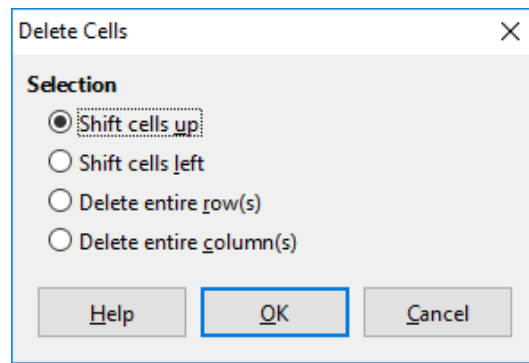 Delete Cells
Selection
Shift cells up
Shift cells left
Delete entire row(s)
Delete entire column(s)
Help OK Cancel